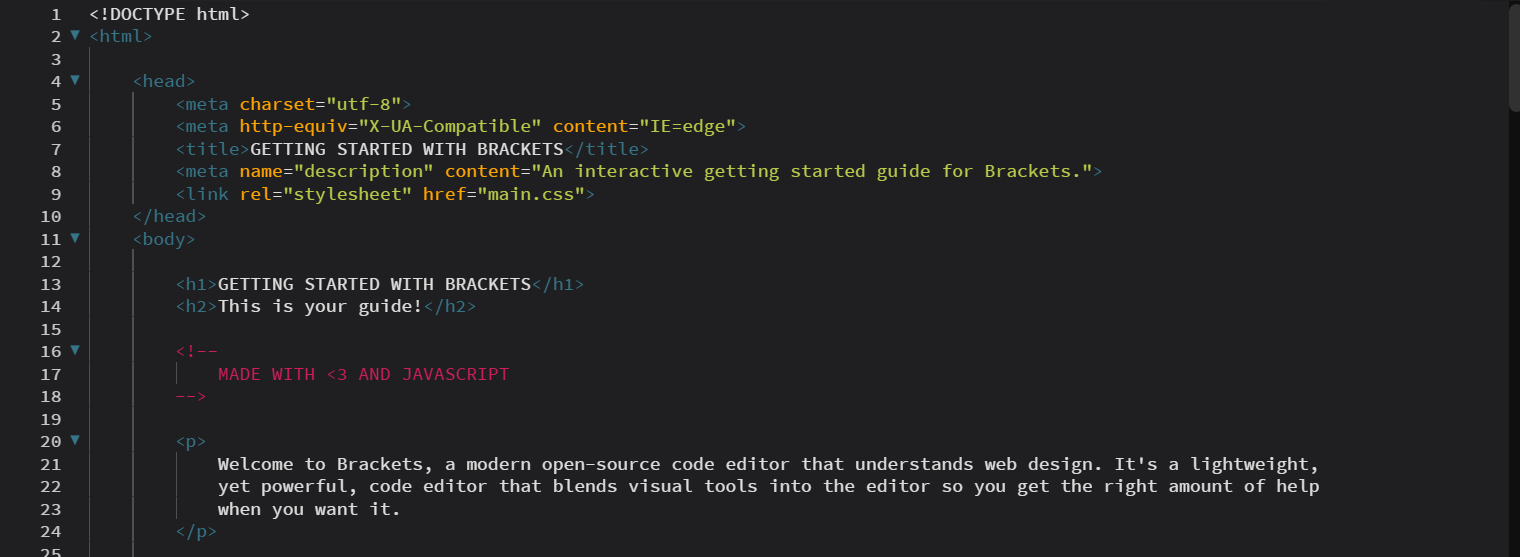 1 <!DOCTYPE html>
2 <html>
3
4 <head>
5 <meta charset="utf-8">
6 <meta http-equiv="X-UA-Compatible" content="IE=edge">
7 <title>GETTING STARTED WITH BRACKETS</title>
8 <meta name="description" content="An interactive getting started guide for Brackets.">
9 <link rel="stylesheet" href="main.css">
10 </head>
11 <body>
12
13 <h1>GETTING STARTED WITH BRACKETS</h1>
14 <h2>This is your guide!</h2>
15
16 <!--
17 MADE WITH <3 AND JAVASCRIPT
18 -->
19
20 <p>
21 Welcome to Brackets, a modern open-source code editor that understands web design. It's a lightweight,
22 yet powerful, code editor that blends visual tools into the editor so you get the right amount of help
23 when you want it.
24 </p>
25